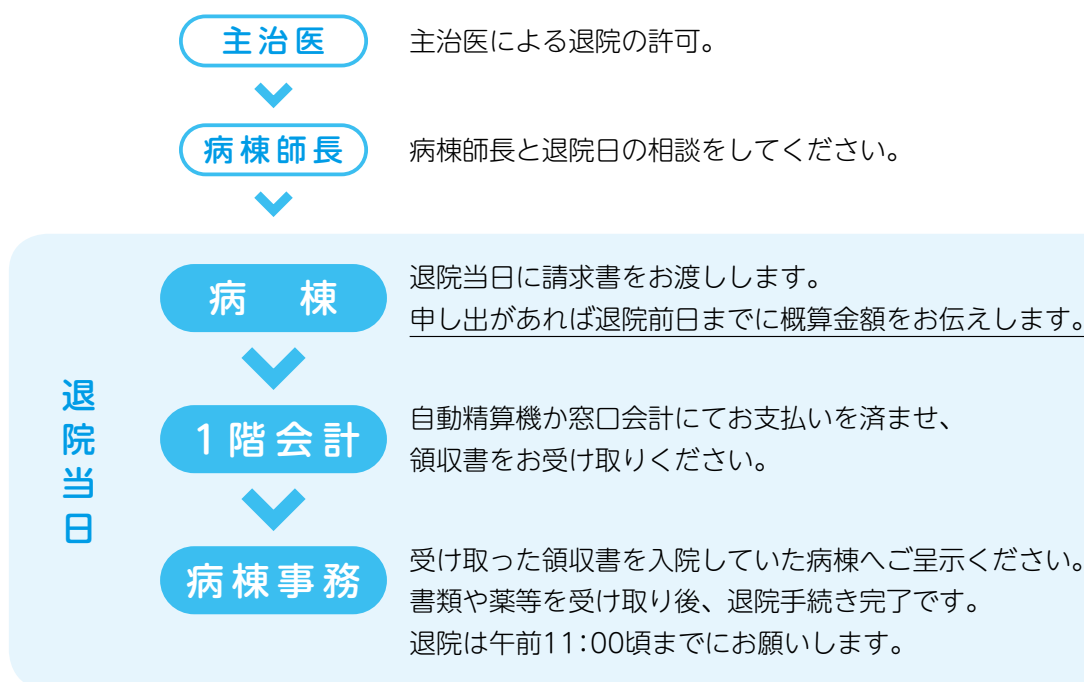 主治医
主治医による退院の許可。
病棟師長
病棟師長と退院日の相談をしてください。
退院当日
病 棟
退院当日に請求書をお渡しします。
申し出があれば退院前日までに概算金額をお伝えします。
1階会計
自動精算機か窓口会計にてお支払いを済ませ、
領収書をお受け取りください。
病棟事務
受け取った領収書を入院していた病棟へご呈示ください。
書類や薬等を受け取り後、退院手続き完了です。
退院は午前11:00頃までにお願いします。